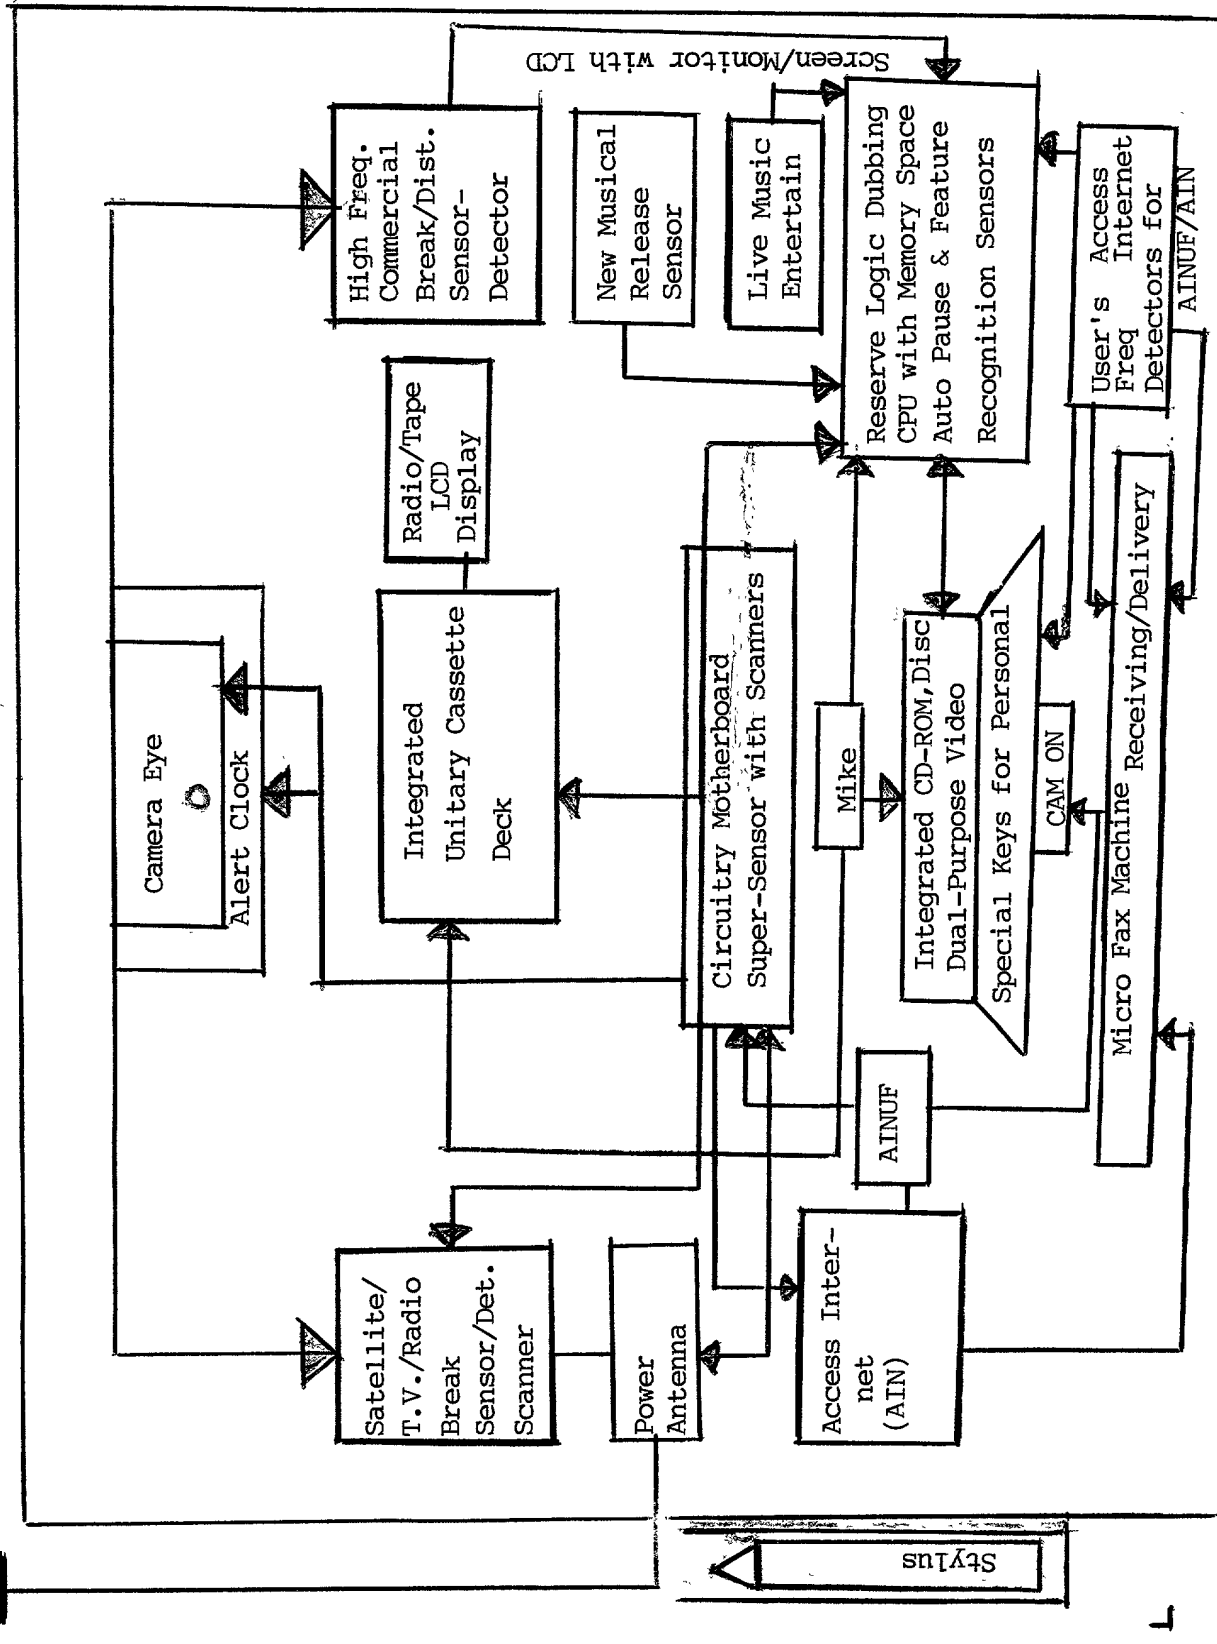 Camera Eye
Alert Clock
Satellite/
T.V./Radio
Break
Sensor/Det.
Scanner
Integrated
Unitary Cassette
Deck
Radio/Tape
LCD
Display
High Freq.
Commercial
Break/Dist.
Sensor-
Detector
Power
Antenna
Circuitry Motherboard
Super-Sensor with Scanners
New Musical
Release
Sensor
Live Music
Entertain
Screen/Monitor with LCD
Access Inter-
net
(AIN)
AINUF
Mike
Integrated CD-ROM,Disc
Dual-Purpose Video
Special Keys for Personal
CAM ON
Reserve Logic Dubbing
CPU with Memory Space
Auto Pause & Feature
Recognition Sensors
Micro Fax Machine Receiving/Delivery
User's Access
Freq Internet
Detectors for
AINUF/AIN
Stylus